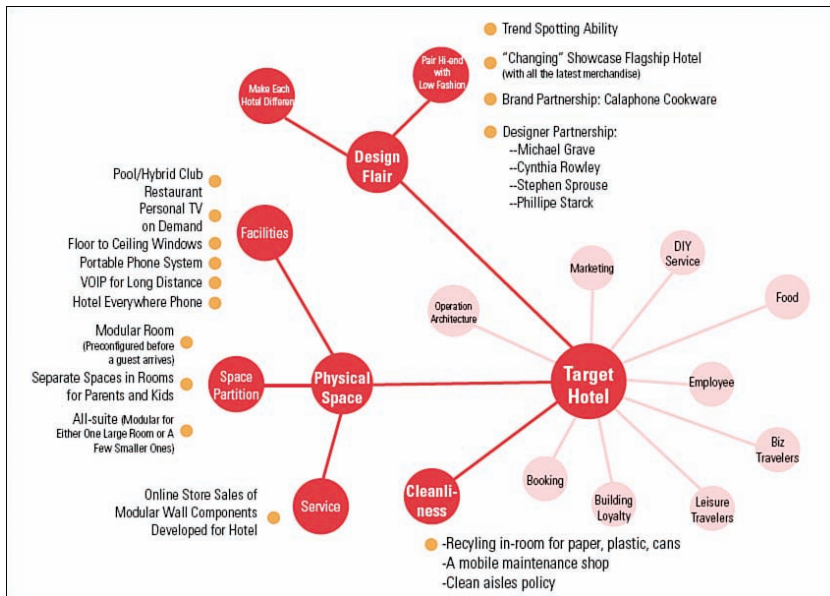 Trend Spotting Ability
"Changing" Showcase Flagship Hotel
(with all the latest merchandise)
Brand Partnership: Calaphone Cookware
Designer Partnership:
--Michael Grave
--Cynthia Rowley
--Stephen Sprouse
--Phillipe Starck
Pair Hi-end
with
Low Fashion
Make Each
Hotel Differen
Design
Flair
Pool/Hybrid Club
Restaurant
Personal TV
on Demand
Floor to Ceiling Windows
Portable Phone System
VOIP for Long Distance
Hotel Everywhere Phone
Facilities
Modular Room
(Preconfigured before
a guest arrives)
Separate Spaces in Rooms
for Parents and Kids
All-suite (Modular for
Either One Large Room or A
Few Smaller Ones)
Space
Partition
Physical
Space
Online Store Sales of
Modular Wall Components
Developed for Hotel
Service
Cleanli-
iness
-Recyling in-room for paper, plastic, cans
-A mobile maintenance shop
-Clean aisles policy
Target
Hotel
Operation
Architecture
Marketing
DIY
Service
Food
Employee
Biz
Travelers
Leisure
Travelers
Building
Loyalty
Booking